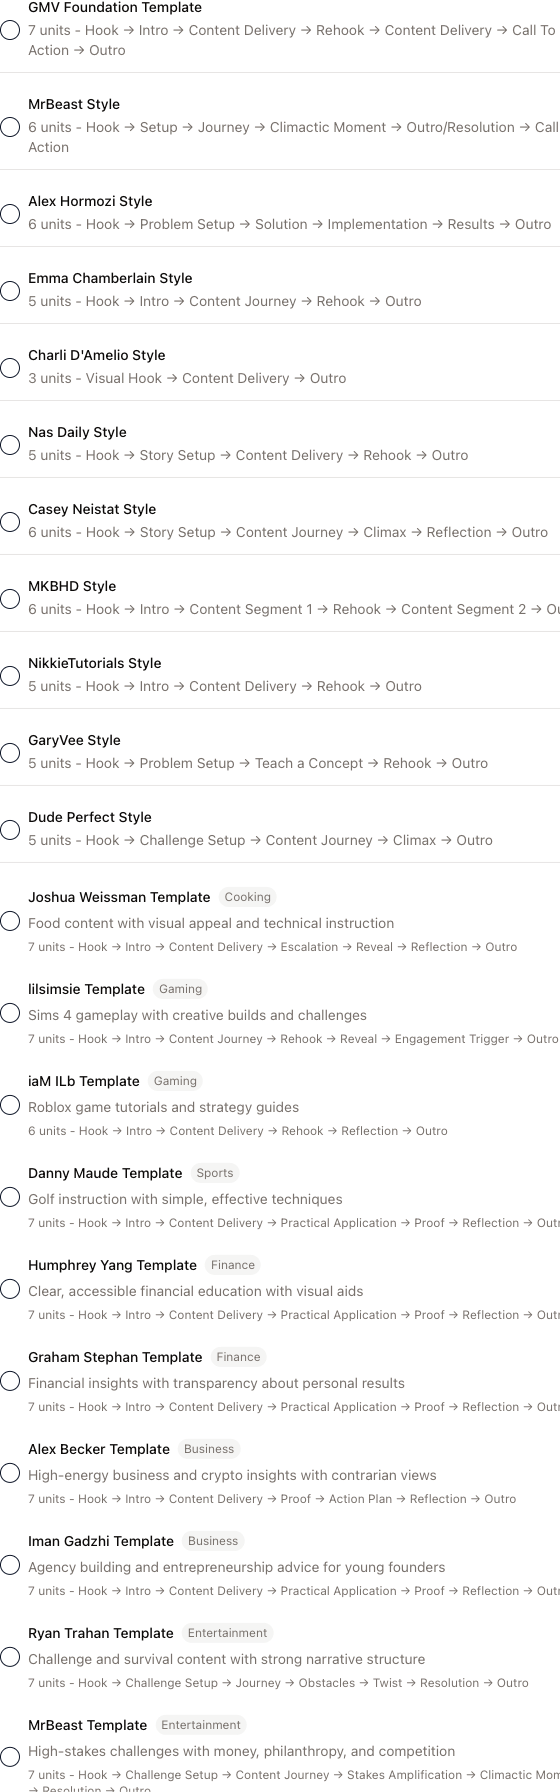 GMV Foundation Template
7 units - Hook → Intro → Content Delivery → Rehook → Content Delivery → Call To
Action → Outro
MrBeast Style
6 units - Hook → Setup → Journey → Climactic Moment → Outro/Resolution → Call
Action
Alex Hormozi Style
6 units - Hook → Problem Setup → Solution → Implementation → Results → Outro
Emma Chamberlain Style
5 units - Hook → Intro → Content Journey → Rehook → Outro
Charli D'Amelio Style
3 units - Visual Hook → Content Delivery → Outro
Nas Daily Style
5 units - Hook → Story Setup → Content Delivery → Rehook → Outro
Casey Neistat Style
6 units - Hook → Story Setup → Content Journey → Climax → Reflection → Outro
MKBHD Style
6 units - Hook → Intro → Content Segment 1 → Rehook → Content Segment 2 →
NikkieTutorials Style
5 units - Hook → Intro → Content Delivery → Rehook → Outro
GaryVee Style
5 units - Hook → Problem Setup → Teach a Concept → Rehook → Outro
Dude Perfect Style
5 units - Hook → Challenge Setup → Content Journey → Climax → Outro
Joshua Weissman Template Cooking
Food content with visual appeal and technical instruction
7 units - Hook → Intro → Content Delivery → Escalation → Reveal → Reflection → Outro
lilsimsie Template Gaming
Sims 4 gameplay with creative builds and challenges
7 units - Hook → Intro → Content Journey → Rehook → Reveal → Engagement Trigger → Outro
iaM ILb Template Gaming
Roblox game tutorials and strategy guides
6 units - Hook → Intro → Content Delivery → Rehook → Reflection → Outro
Danny Maude Template Sports
Golf instruction with simple, effective techniques
7 units - Hook → Intro → Content Delivery → Practical Application → Proof → Reflection →
Humphrey Yang Template Finance
Clear, accessible financial education with visual aids
7 units - Hook → Intro → Content Delivery → Practical Application → Proof → Reflection →
Graham Stephan Template Finance
Financial insights with transparency about personal results
7 units - Hook → Intro → Content Delivery → Practical Application → Proof → Reflection →
Alex Becker Template Business
High-energy business and crypto insights with contrarian views
7 units - Hook → Intro → Content Delivery → Proof → Action Plan → Reflection → Outro
Iman Gadzhi Template Business
Agency building and entrepreneurship advice for young founders
7 units - Hook → Intro → Content Delivery → Practical Application → Proof → Reflection →
Ryan Trahan Template Entertainment
Challenge and survival content with strong narrative structure
7 units - Hook → Challenge Setup → Journey → Obstacles → Twist → Resolution → Outro
MrBeast Template Entertainment
High-stakes challenges with money, philanthropy, and competition
7 units - Hook → Challenge Setup → Content Journey → Stakes Amplification → Climactic
→ Resolution → Outro